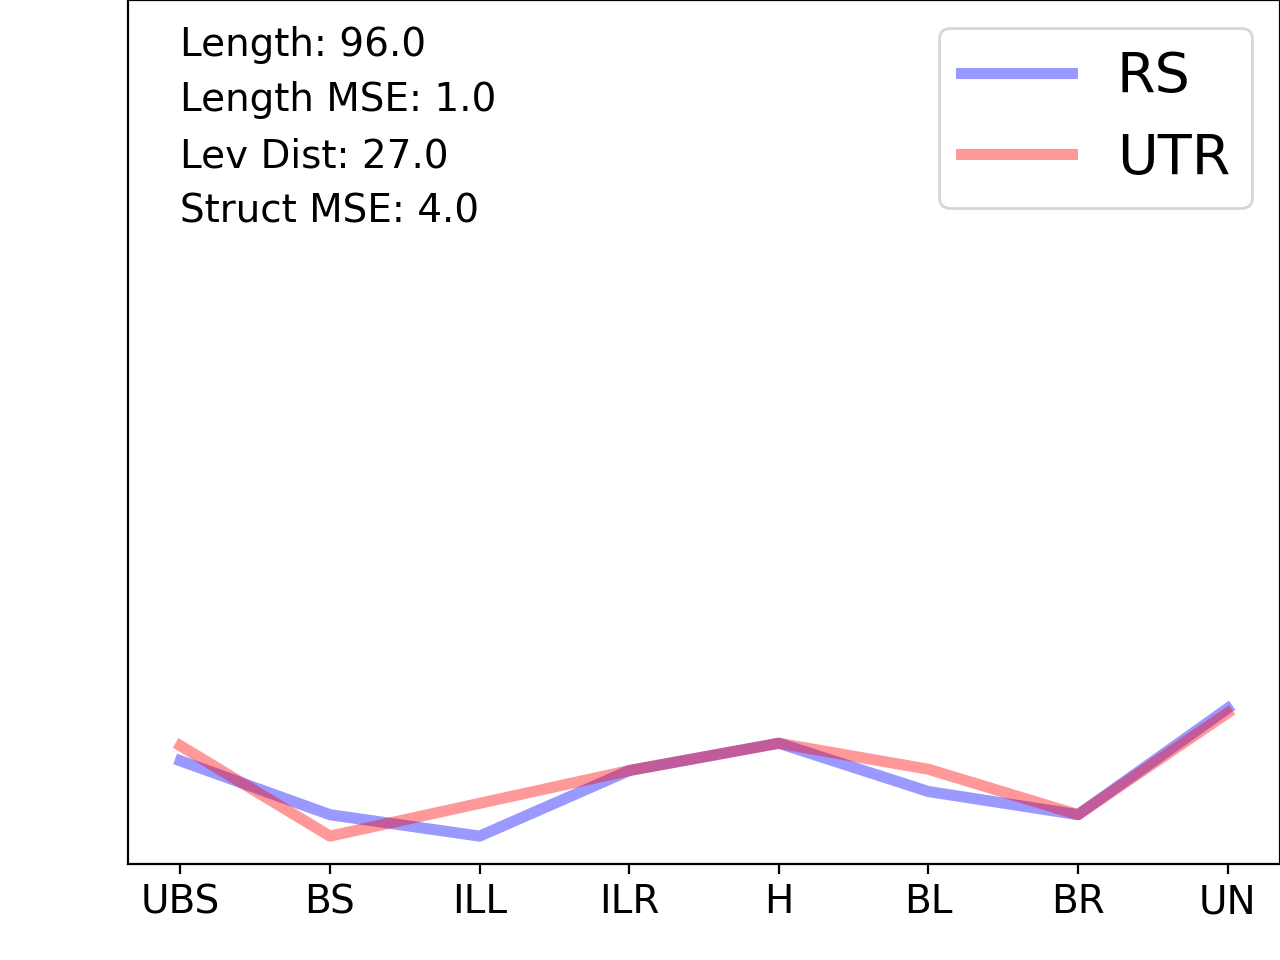 Length: 96.0
Length MSE: 1.0
Lev Dist: 27.0
Struct MSE: 4.0
RS
UTR
UBS BS ILL ILR H BL BR UN